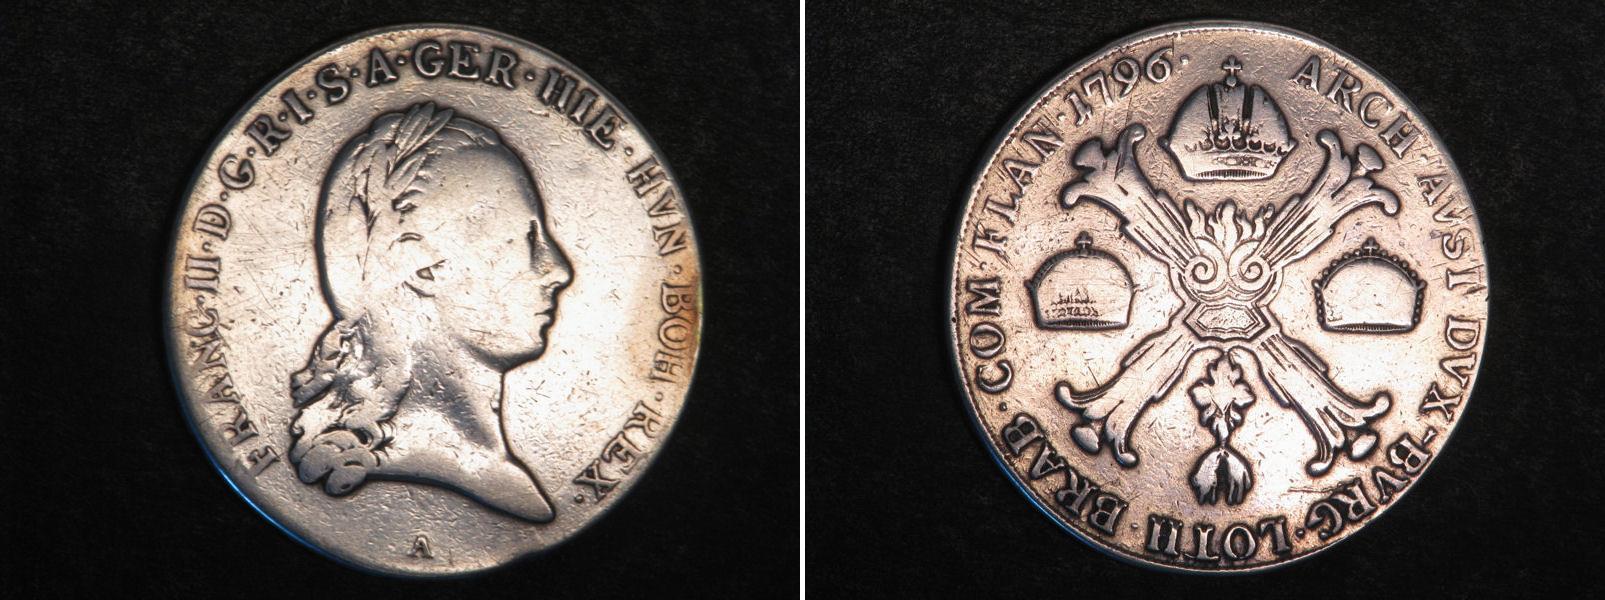 FRANC·II·D·G·R·I·S·A·GER·HIE·HVN·BOH·REX·
A
ARCH·AVST·DVX·BVRG·LOTH·BRAB·COM·FLAN·1796·